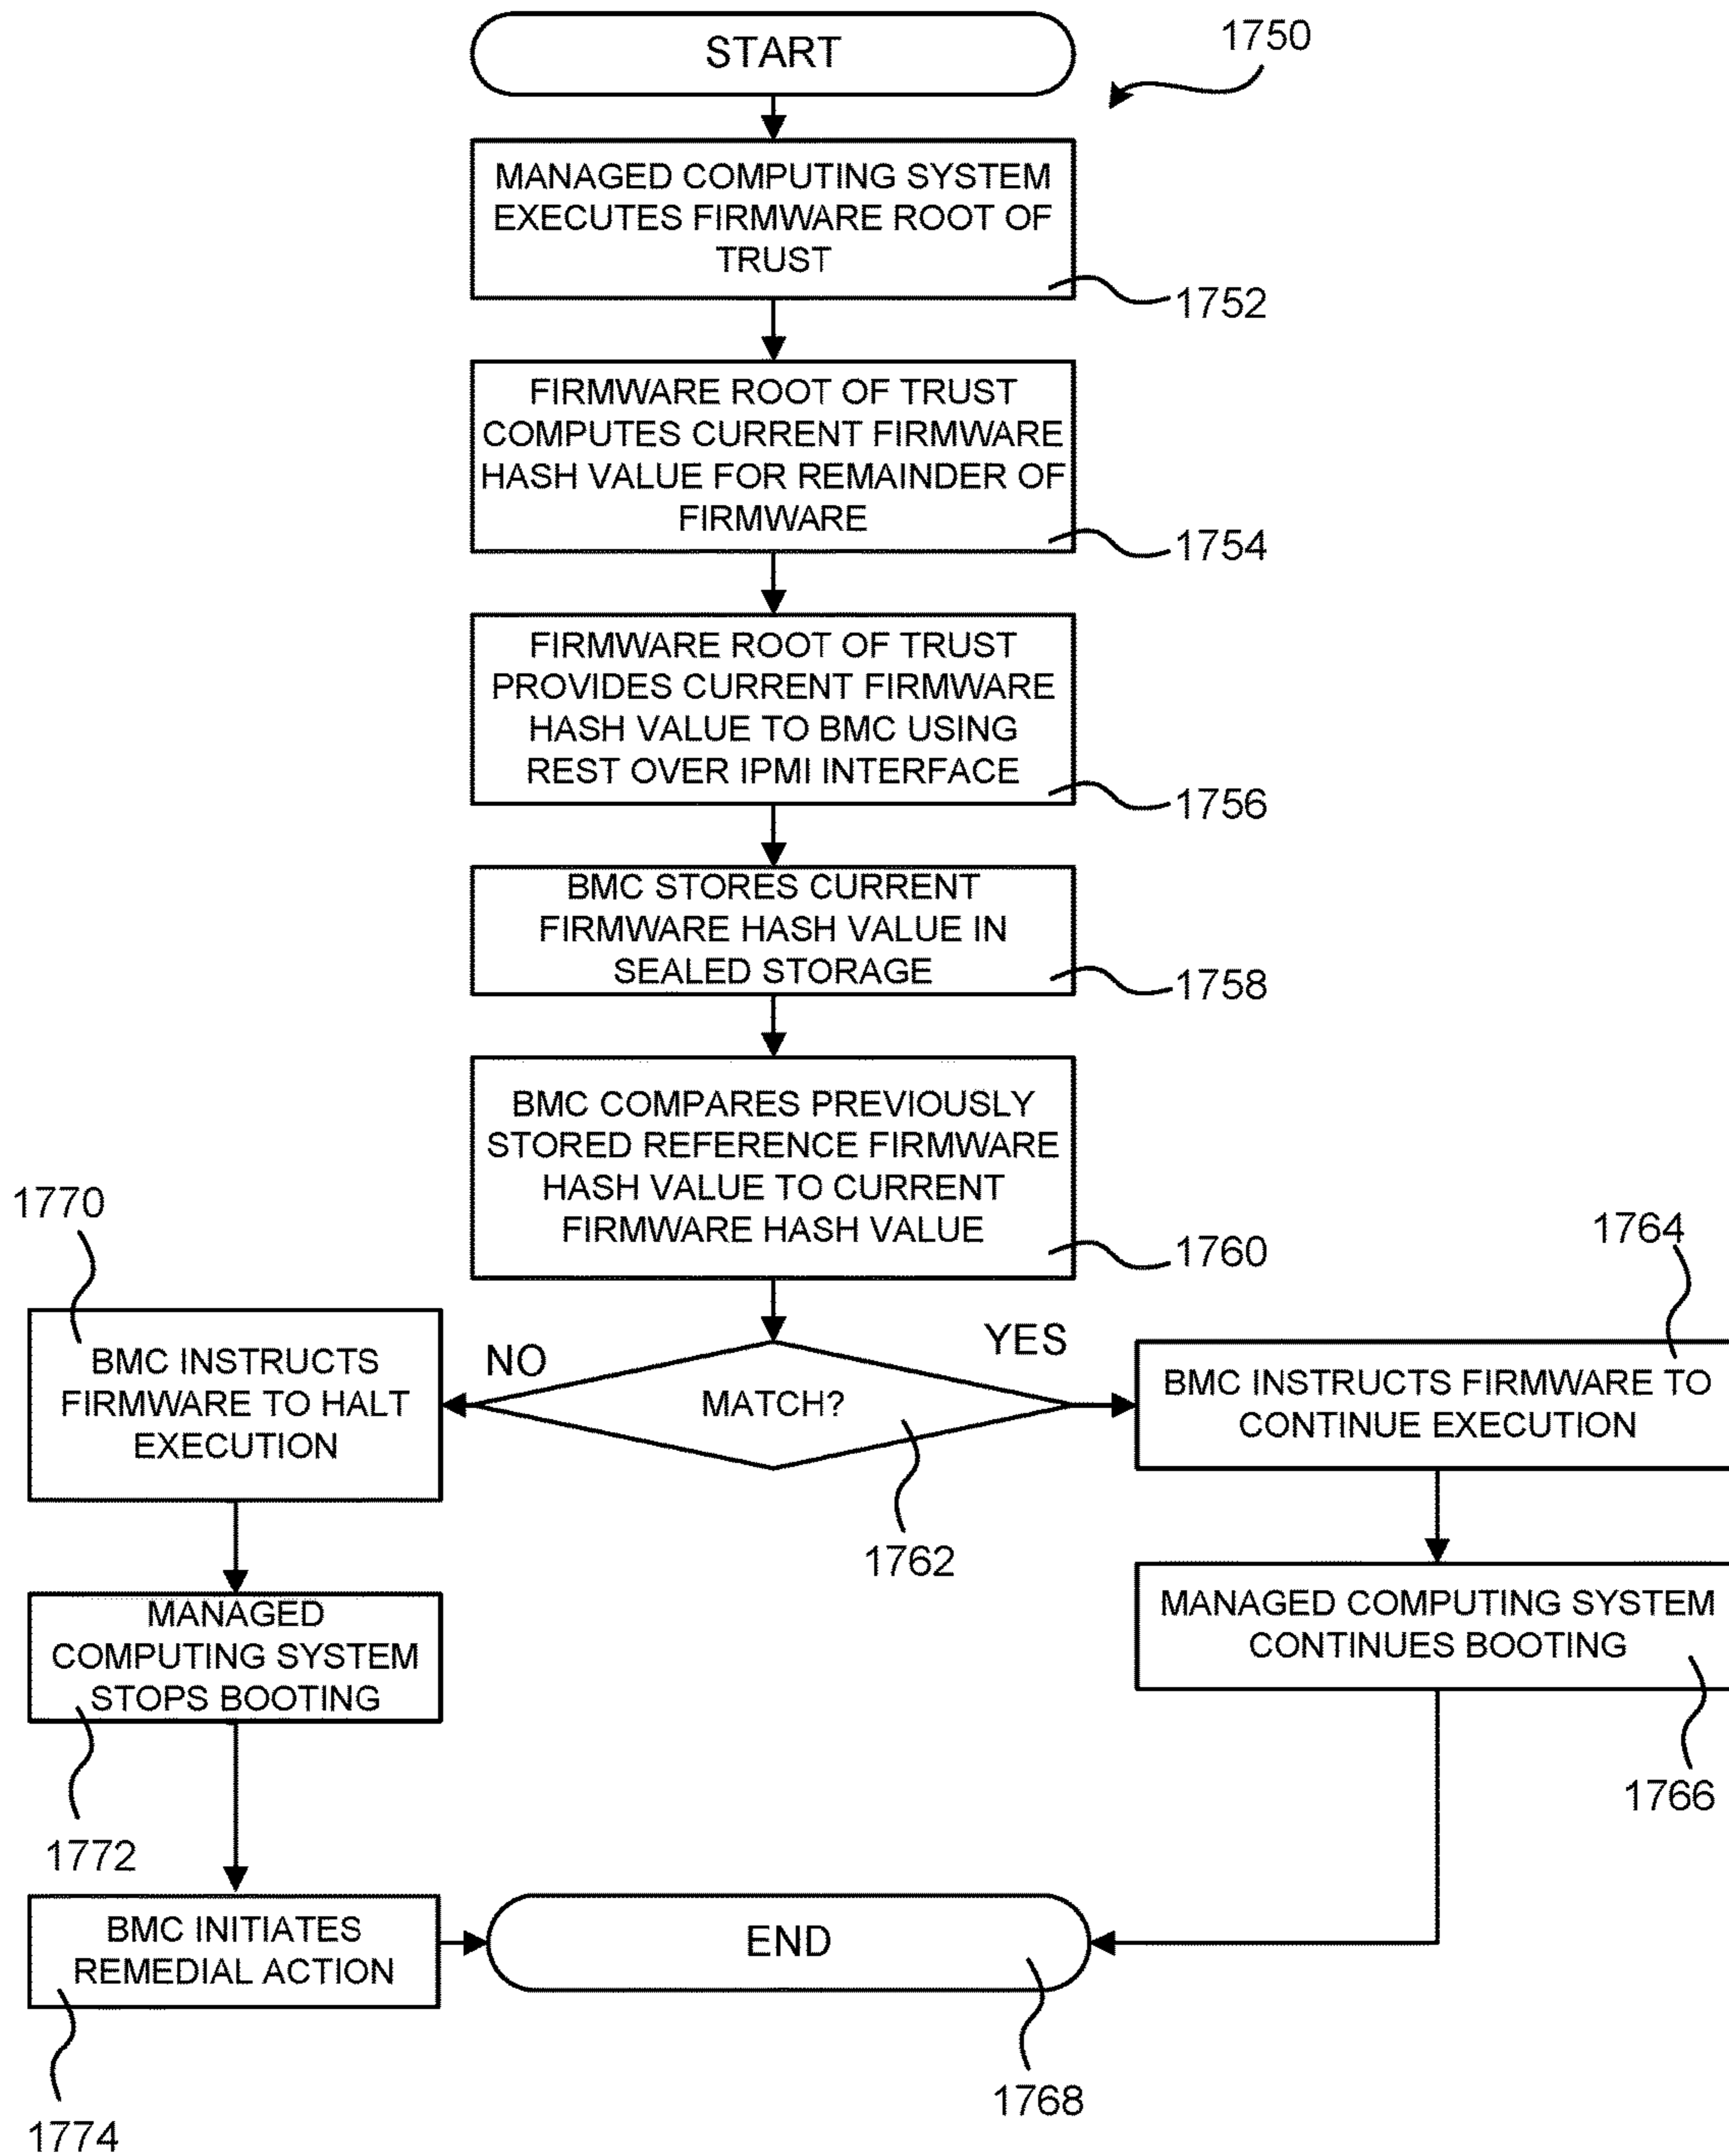 START
1750
MANAGED COMPUTING SYSTEM
EXECUTES FIRMWARE ROOT OF
TRUST
1752
FIRMWARE ROOT OF TRUST
COMPUTES CURRENT FIRMWARE
HASH VALUE FOR REMAINDER OF
FIRMWARE
1754
FIRMWARE ROOT OF TRUST
PROVIDES CURRENT FIRMWARE
HASH VALUE TO BMC USING
REST OVER IPMI INTERFACE
1756
BMC STORES CURRENT
FIRMWARE HASH VALUE IN
SEALED STORAGE
1758
BMC COMPARES PREVIOUSLY
STORED REFERENCE FIRMWARE
HASH VALUE TO CURRENT
FIRMWARE HASH VALUE
1760
MATCH?
1762
NO
YES
1770
BMC INSTRUCTS
FIRMWARE TO HALT
EXECUTION
MANAGED
COMPUTING SYSTEM
STOPS BOOTING
1772
BMC INITIATES
REMEDIAL ACTION
1774
1764
BMC INSTRUCTS FIRMWARE TO
CONTINUE EXECUTION
MANAGED COMPUTING SYSTEM
CONTINUES BOOTING
1766
END
1768